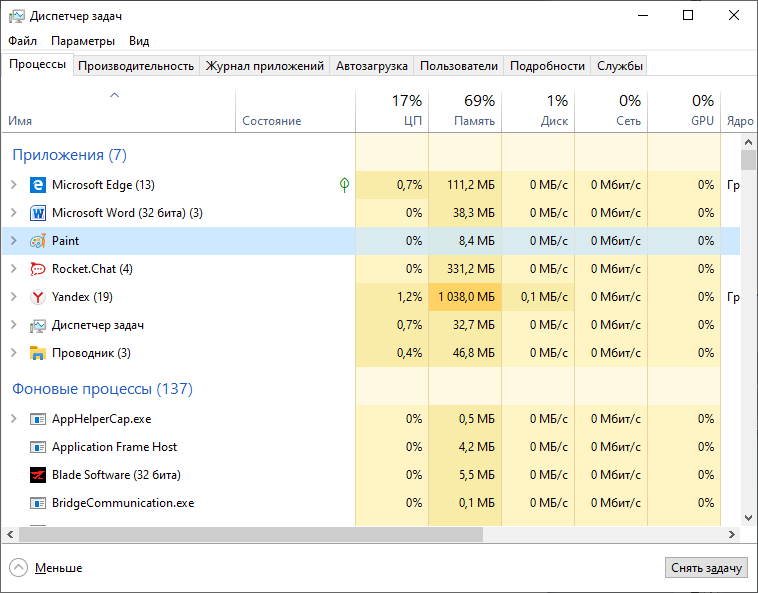 Диспетчер задач
Файл Параметры Вид
Процессы Производительность Журнал приложений Автозагрузка Пользователи Подробности Службы
17% 69% 1% 0% 0%
Имя Состояние ЦП Память Диск Сеть GPU Ядро
Приложения (7)
Microsoft Edge (13) 0,7% 111,2 МБ 0 МБ/с 0 Мбит/с 0% Гр
Microsoft Word (32 бита) (3) 0% 38,3 МБ 0 МБ/с 0 Мбит/с 0%
Paint 0% 8,4 МБ 0 МБ/с 0 Мбит/с 0%
Rocket.Chat (4) 0% 331,2 МБ 0 МБ/с 0 Мбит/с 0%
Yandex (19) 1,2% 1 038,0 МБ 0,1 МБ/с 0 Мбит/с 0% Гр
Диспетчер задач 0,7% 32,7 МБ 0 МБ/с 0 Мбит/с 0%
Проводник (3) 0,4% 46,8 МБ 0 МБ/с 0 Мбит/с 0%
Фоновые процессы (137)
AppHelperCap.exe 0% 0,5 МБ 0 МБ/с 0 Мбит/с 0%
Application Frame Host 0% 4,2 МБ 0 МБ/с 0 Мбит/с 0%
Blade Software (32 бита) 0% 5,5 МБ 0 МБ/с 0 Мбит/с 0%
BridgeCommunication.exe 0% 0,1 МБ 0 МБ/с 0 Мбит/с 0%
Меньше Снять задачу